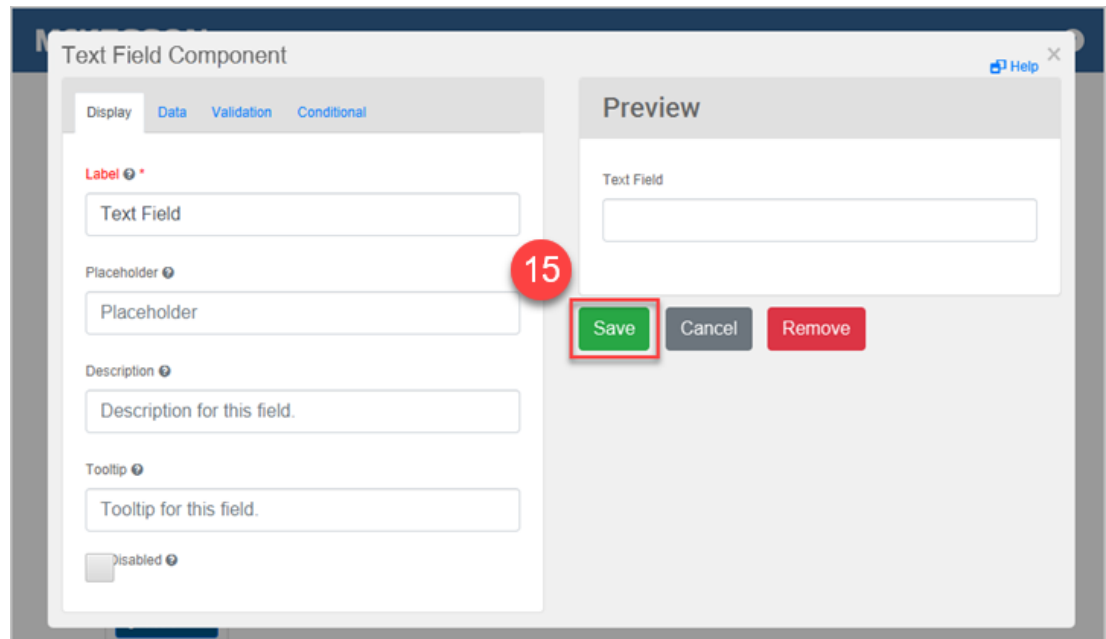 Text Field Component
Help
Display Data Validation Conditional
Label *
Text Field
Placeholder
Placeholder
Description
Description for this field.
Tooltip
Tooltip for this field.
Disabled
Preview
Text Field
15
Save Cancel Remove